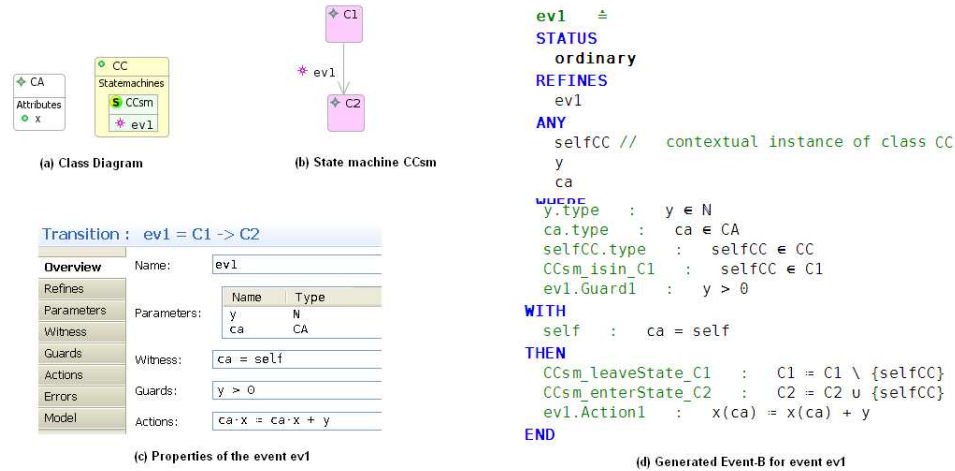 CA
Attributes
x
CC
Statemachines
S CCsm
ev1
(a) Class Diagram
C1
ev1
C2
(b) State machine CCsm
Transition : ev1 = C1 -> C2
Overview
Refines
Parameters
Witness
Guards
Actions
Errors
Model
Name: ev1
Parameters:
Name Type
y N
ca CA
Witness: ca = self
Guards: y > 0
Actions: ca·x ≔ ca·x + y
(c) Properties of the event ev1
ev1 ≙
STATUS
ordinary
REFINES
ev1
ANY
selfCC // contextual instance of class CC
y
ca
WHERE
y.type : y ∈ N
ca.type : ca ∈ CA
selfCC.type : selfCC ∈ CC
CCsm_isin_C1 : selfCC ∈ C1
ev1.Guard1 : y > 0
WITH
self : ca = self
THEN
CCsm_leaveState_C1 : C1 ≔ C1 \ {selfCC}
CCsm_enterState_C2 : C2 ≔ C2 ∪ {selfCC}
ev1.Action1 : x(ca) ≔ x(ca) + y
END
(d) Generated Event-B for event ev1